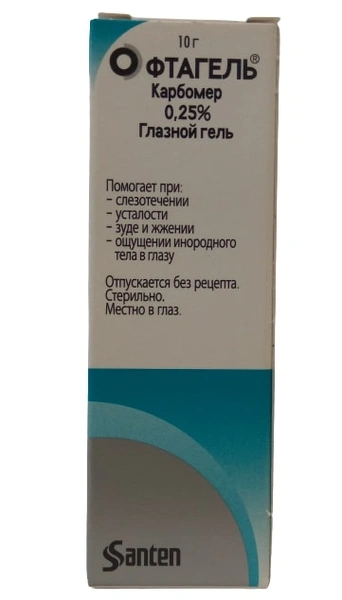 10 г
ОФТАГЕЛЬ®
Карбомер
0,25%
Глазной гель
Помогает при:
- слезотечении
- усталости
- зуде и жжении
- ощущении инородного
тела в глазу
Отпускается без рецепта.
Стерильно.
Местно в глаз.
Santen